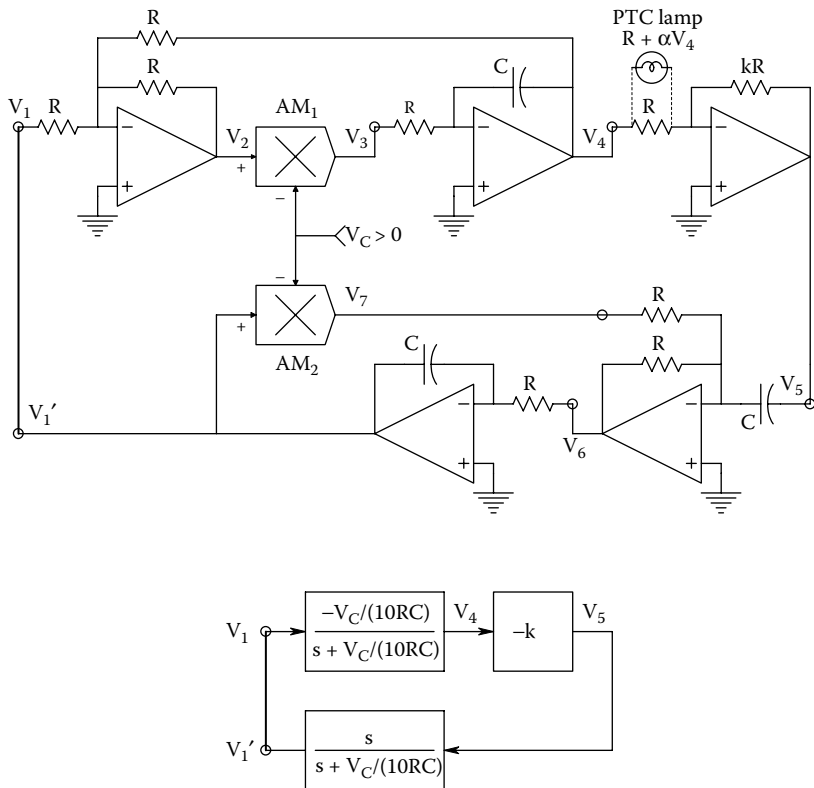 PTC lamp
R + αV4
R
R
C
kR
V1
R
AM1
R
R
V2
V3
V4
−
+
+
−
−
+
−
+
VC > 0
−
V7
R
+
AM2
C
R
R
V5
V1′
−
−
C
V6
+
+
−VC/(10RC)
s + VC/(10RC)
V1
V4
−k
V5
V1′
s
s + VC/(10RC)